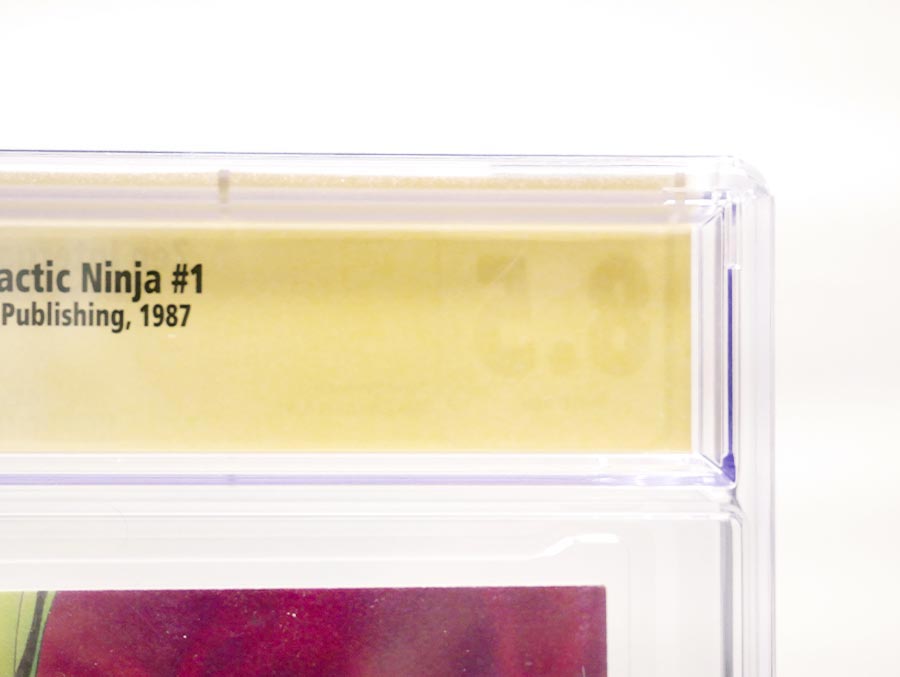 actic Ninja #1
Publishing, 1987